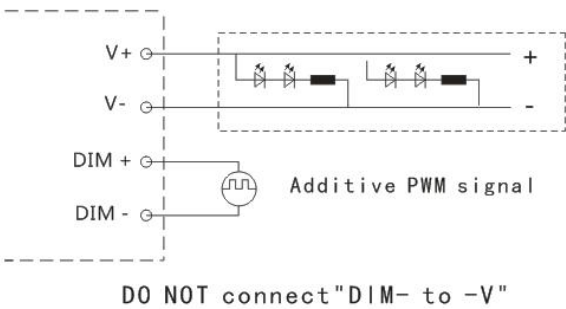 V+
+
V-
-
DIM +
Additive PWM signal
DIM -
DO NOT connect"DIM- to -V"